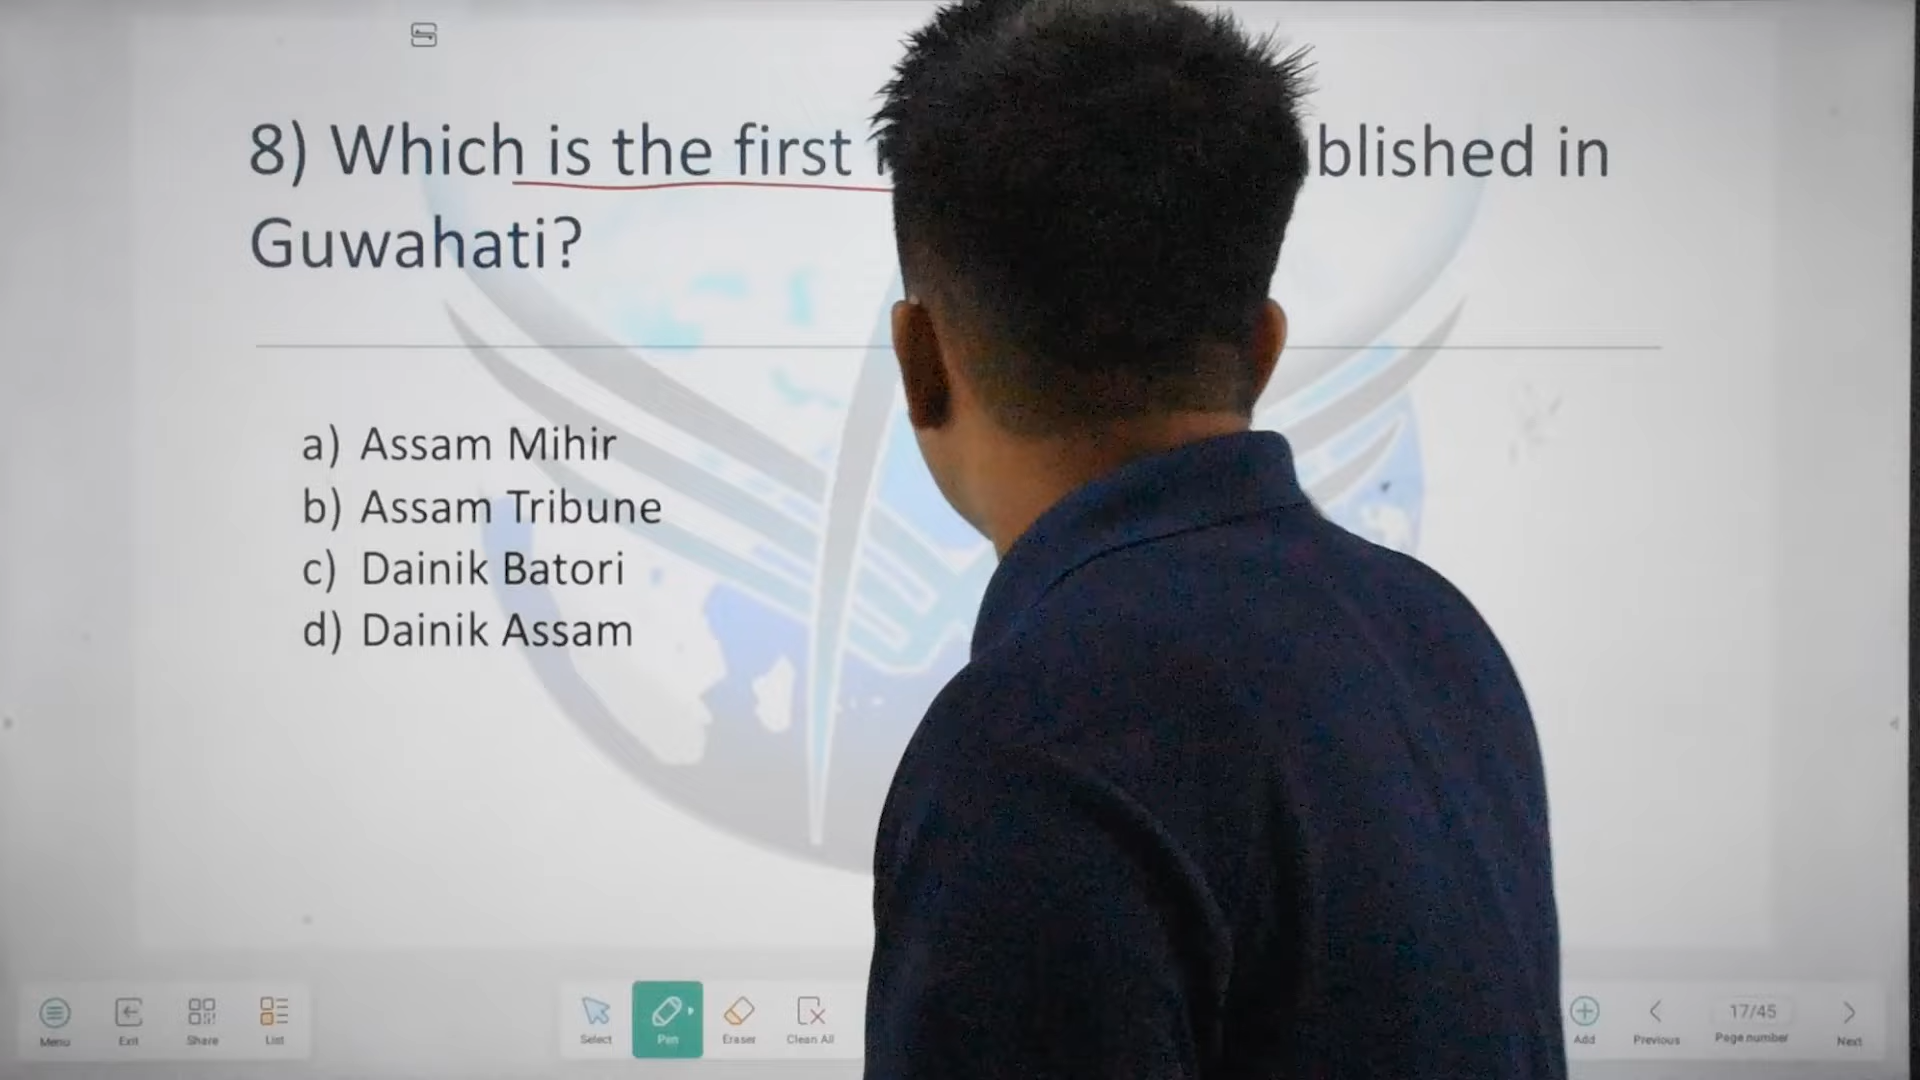 8) Which is the first blished in
Guwahati?
a) Assam Mihir
b) Assam Tribune
c) Dainik Batori
d) Dainik Assam
Menu Exit Share List Select Pen Eraser Clean All Add Previous 17/45 Page number Next